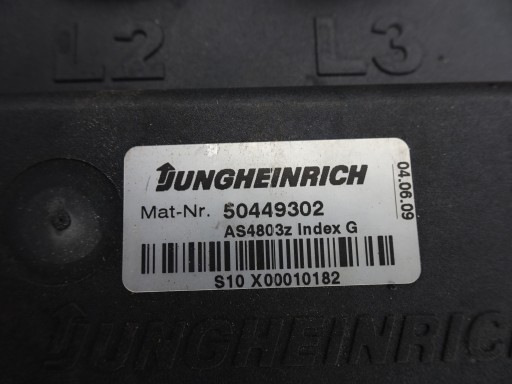 L2 L3
JUNGHEINRICH
04.06.09
Mat-Nr. 50449302
AS4803z Index G
S10 X00010182
JUNGHEINRICH